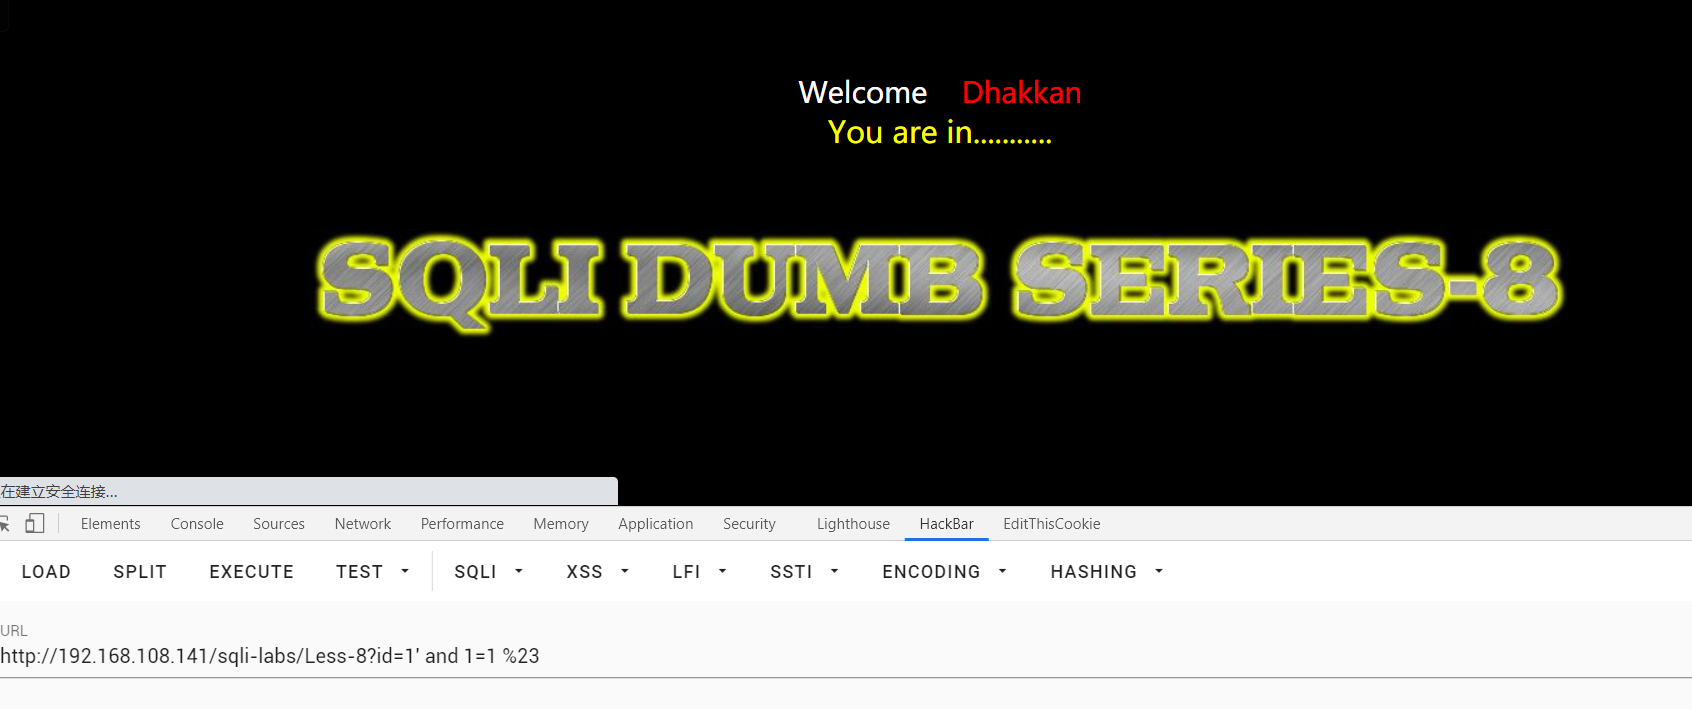 Welcome Dhakkan
You are in...........
SQLI DUMB SERIES-8
在建立安全连接...
Elements Console Sources Network Performance Memory Application Security Lighthouse HackBar EditThisCookie
LOAD SPLIT EXECUTE TEST SQLI XSS LFI SSTI ENCODING HASHING
URL
http://192.168.108.141/sqli-labs/Less-8?id=1' and 1=1 %23